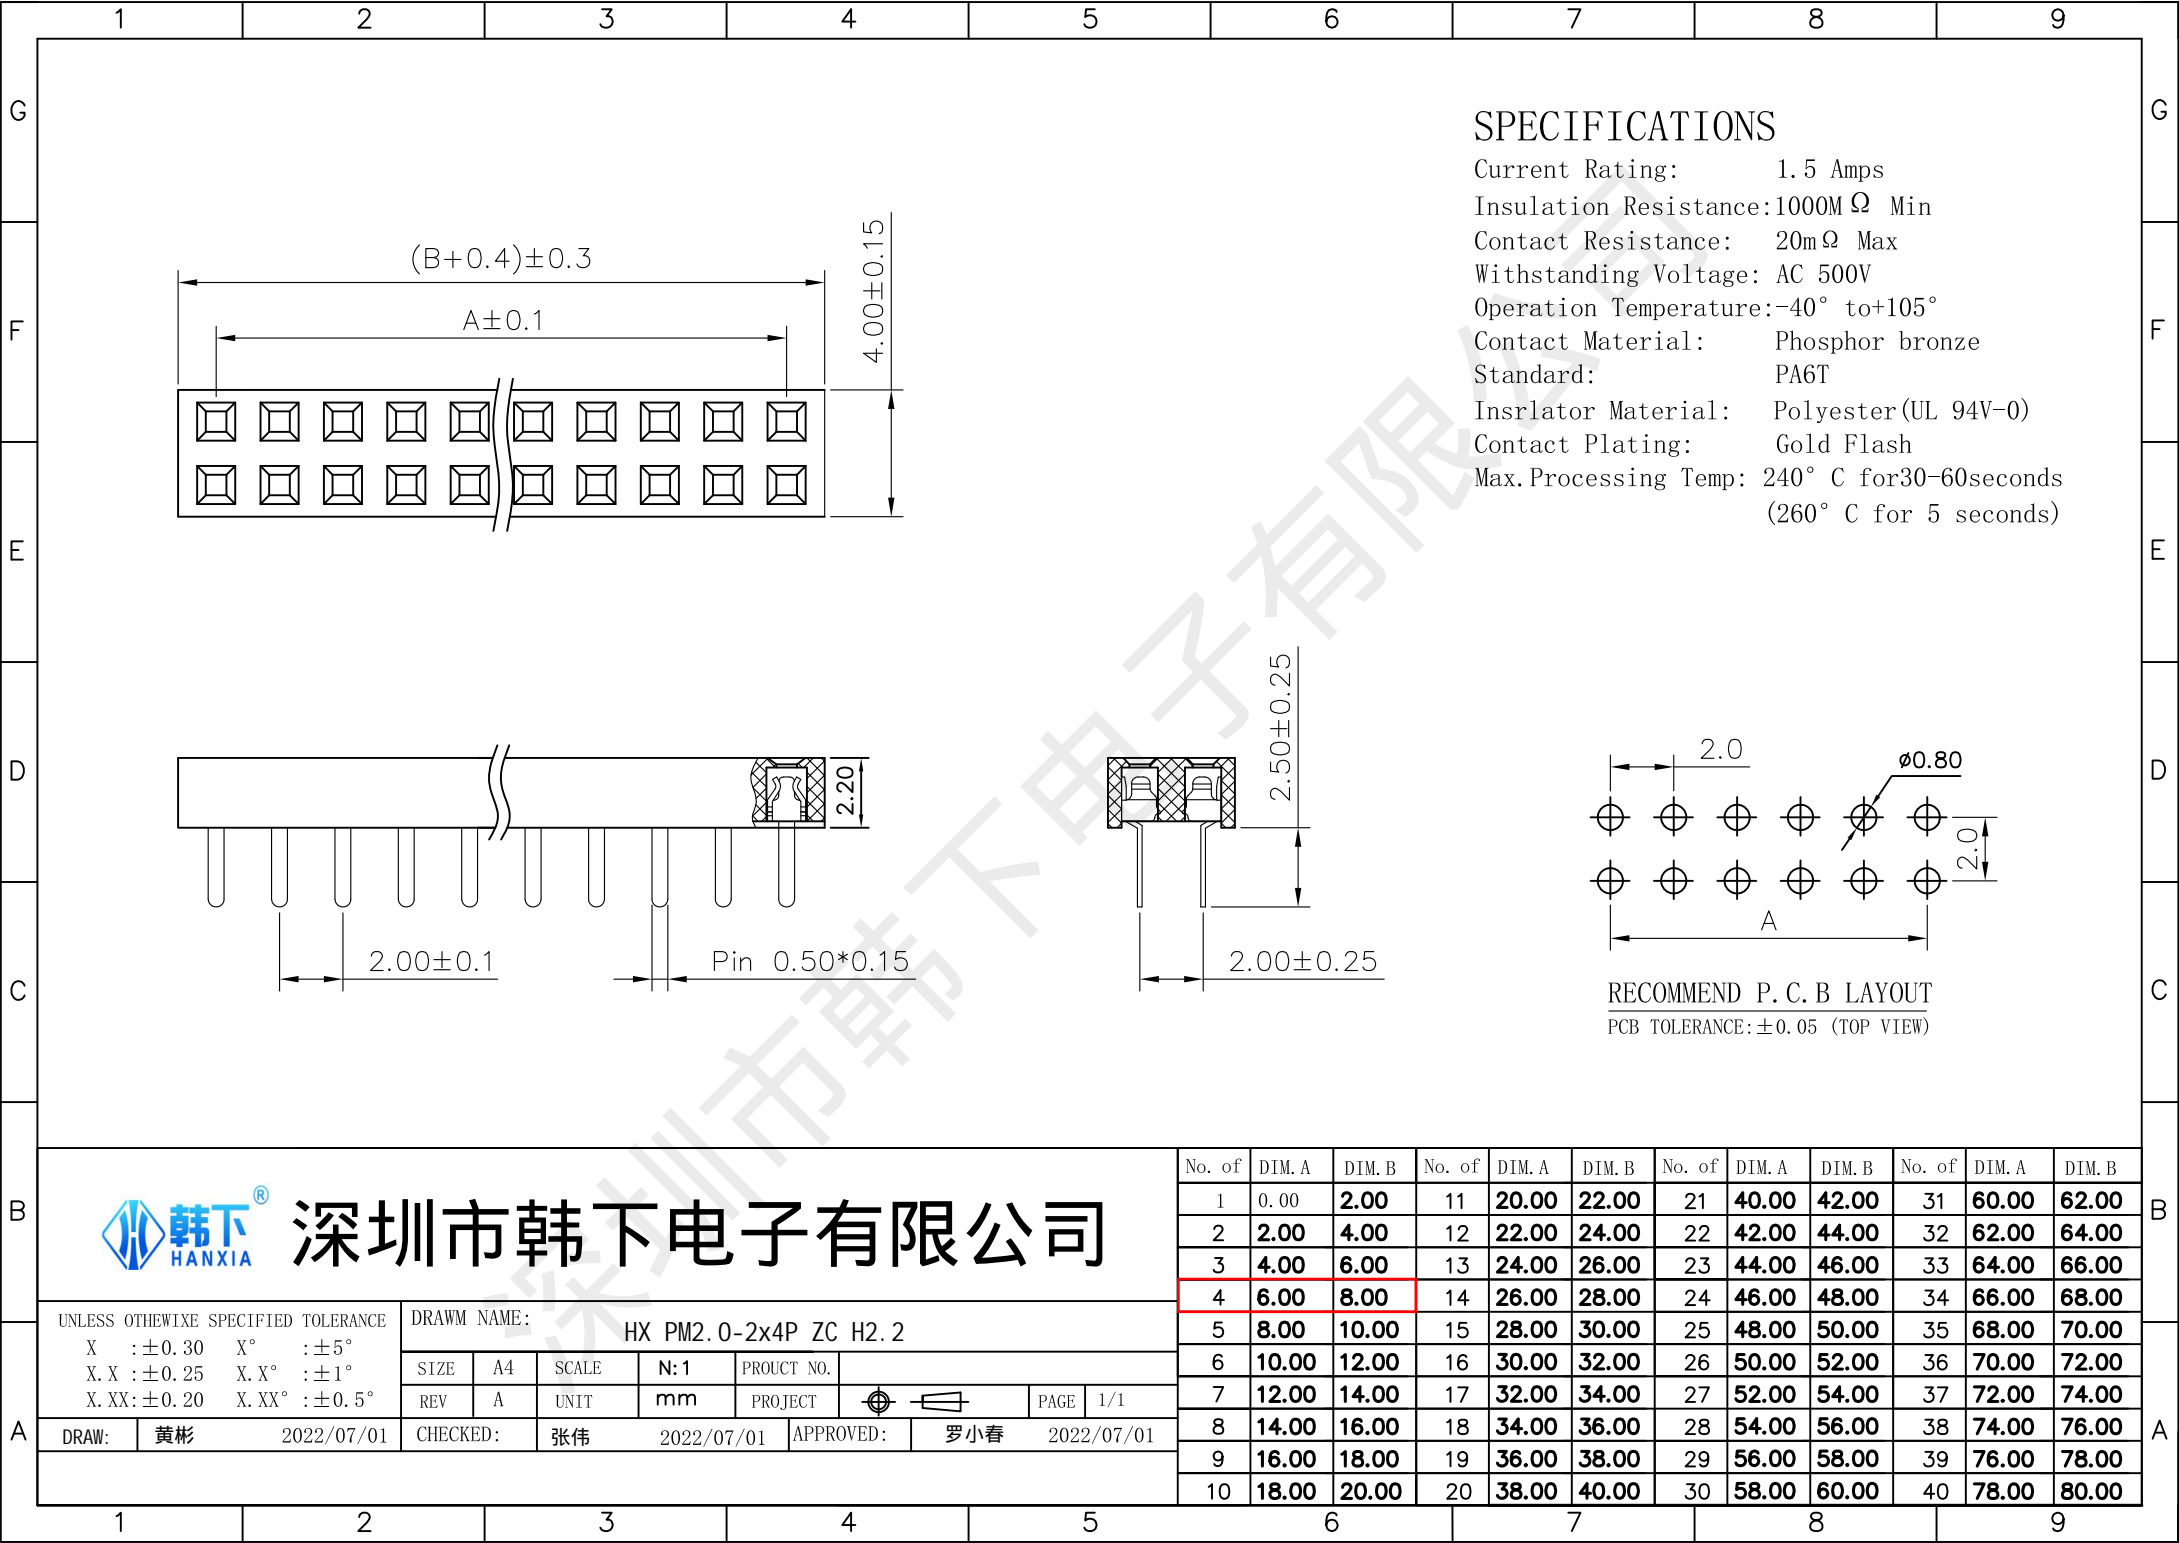 1 2 3 4 5 6 7 8 9
G G
F F
E E
D D
C C
B B
A A
SPECIFICATIONS
Current Rating: 1.5 Amps
Insulation Resistance:1000MΩ Min
Contact Resistance: 20mΩ Max
Withstanding Voltage: AC 500V
Operation Temperature:-40° to+105°
Contact Material: Phosphor bronze
Standard: PA6T
Insrlator Material: Polyester(UL 94V-0)
Contact Plating: Gold Flash
Max.Processing Temp: 240°C for30-60seconds
(260°C for 5 seconds)
(B+0.4)±0.3
A±0.1
4.00±0.15
2.20
2.00±0.1
Pin 0.50*0.15
2.50±0.25
2.00±0.25
2.0
ø0.80
2.0
A
RECOMMEND P.C.B LAYOUT
PCB TOLERANCE:±0.05 (TOP VIEW)
深圳市韩下电子有限公司
韩下®
HANXIA
深圳市韩下电子有限公司
UNLESS OTHEWIXE SPECIFIED TOLERANCE
X :±0.30 X° :±5°
X.X :±0.25 X.X° :±1°
X.XX:±0.20 X.XX° :±0.5°
DRAWM NAME:
HX PM2.0-2x4P ZC H2.2
SIZE A4 SCALE N:1 PROUCT NO.
REV A UNIT mm PROJECT PAGE 1/1
DRAW: 黄彬 2022/07/01 CHECKED: 张伟 2022/07/01 APPROVED: 罗小春 2022/07/01
No. of DIM.A DIM.B No. of DIM.A DIM.B No. of DIM.A DIM.B No. of DIM.A DIM.B
1 0.00 2.00 11 20.00 22.00 21 40.00 42.00 31 60.00 62.00
2 2.00 4.00 12 22.00 24.00 22 42.00 44.00 32 62.00 64.00
3 4.00 6.00 13 24.00 26.00 23 44.00 46.00 33 64.00 66.00
4 6.00 8.00 14 26.00 28.00 24 46.00 48.00 34 66.00 68.00
5 8.00 10.00 15 28.00 30.00 25 48.00 50.00 35 68.00 70.00
6 10.00 12.00 16 30.00 32.00 26 50.00 52.00 36 70.00 72.00
7 12.00 14.00 17 32.00 34.00 27 52.00 54.00 37 72.00 74.00
8 14.00 16.00 18 34.00 36.00 28 54.00 56.00 38 74.00 76.00
9 16.00 18.00 19 36.00 38.00 29 56.00 58.00 39 76.00 78.00
10 18.00 20.00 20 38.00 40.00 30 58.00 60.00 40 78.00 80.00
1 2 3 4 5 6 7 8 9